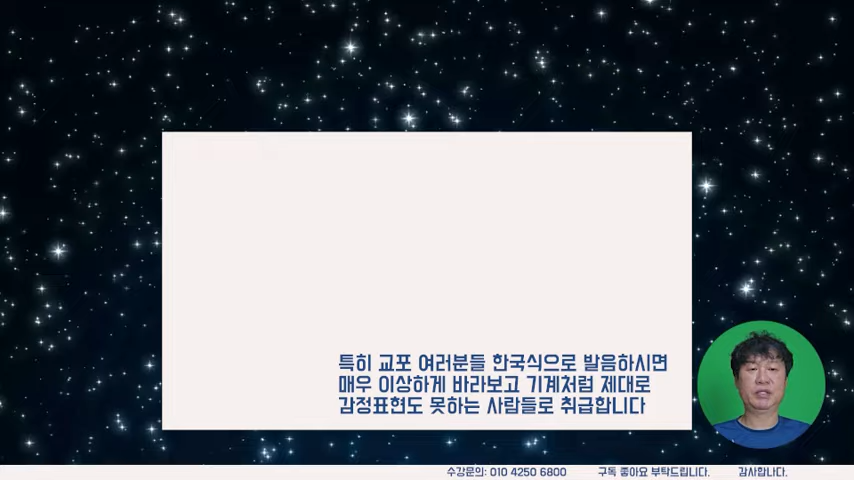 특히 교포 여러분들 한국식으로 발음하시면
매우 이상하게 바라보고 기계처럼 제대로
감정표현도 못하는 사람들로 취급합니다
수강문의: 010 4250 6800 구독 좋아요 부탁드립니다. 감사합니다.